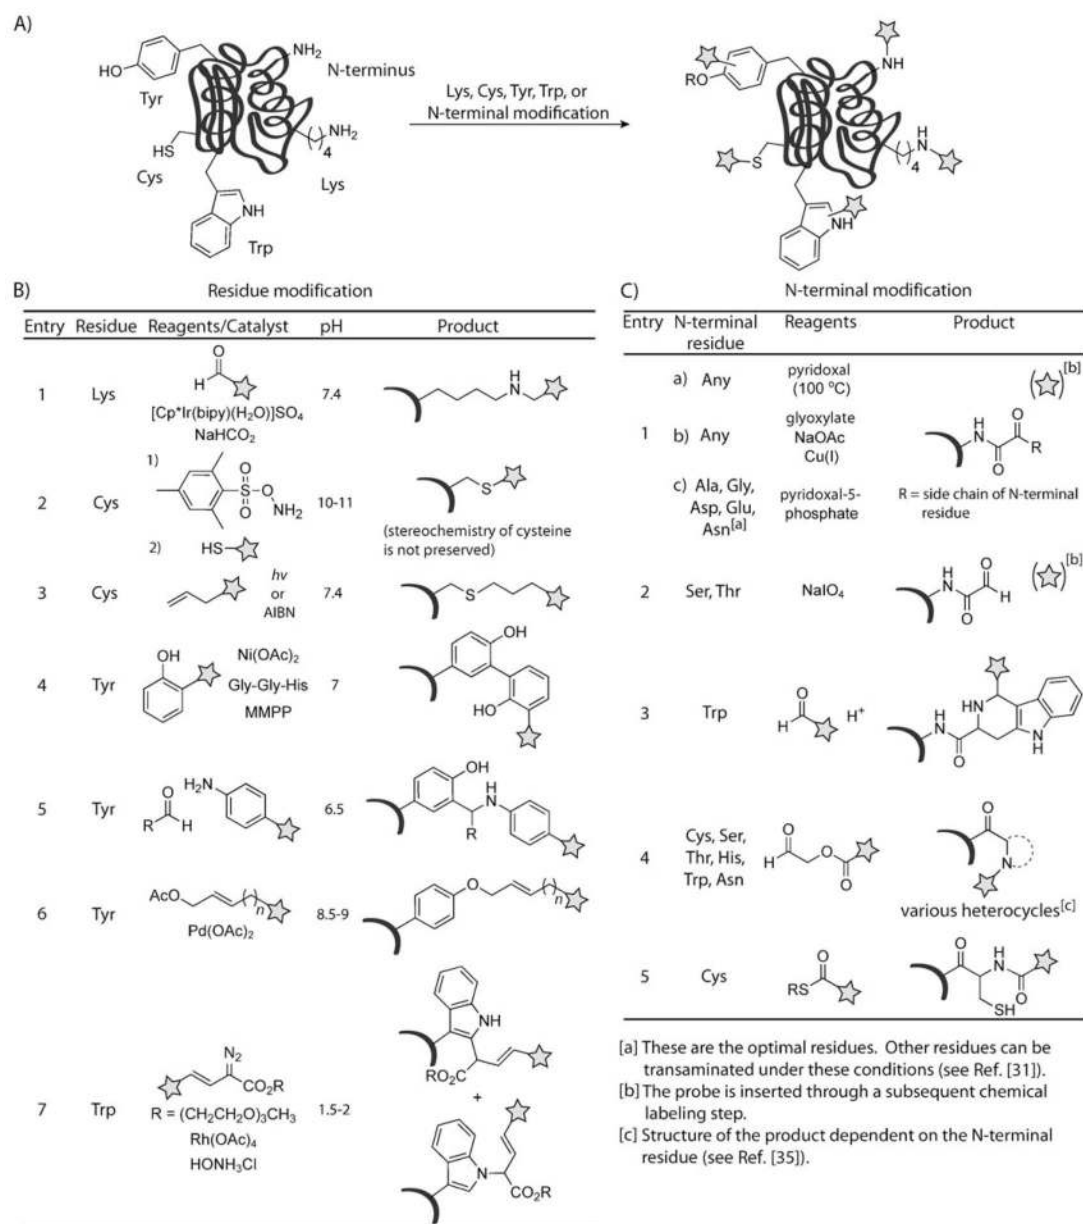 A)
NH2
HO
N-terminus
Tyr
Lys, Cys, Tyr, Trp, or
N-terminal modification
HS
NH2
4
Cys
Lys
NH
Trp
RO
NH
S
H
N
4
NH
B)
Residue modification
Entry Residue Reagents/Catalyst pH Product
O
H
1 Lys 7.4
H
N
[Cp*Ir(bipy)(H2O)]SO4
NaHCO2
1)
2 Cys 10-11
O
S
O
O
NH2
S
(stereochemistry of cysteine
is not preserved)
2) HS
3 Cys 7.4
hv
or
AIBN
S
4 Tyr 7
OH
Ni(OAc)2
Gly-Gly-His
MMPP
OH
HO
5 Tyr 6.5
O
R H
H2N
OH
H
N
R
6 Tyr 8.5-9
AcO
( )n
Pd(OAc)2
O
( )n
7 Trp 1.5-2
N2
CO2R
R = (CH2CH2O)3CH3
Rh(OAc)4
HONH3Cl
NH
RO2C
+
N
CO2R
C)
N-terminal modification
Entry N-terminal Reagents Product
residue
1
a) Any pyridoxal
(100 °C)
[b]
b) Any glyoxylate
NaOAc
Cu(I)
H
N
O
O
R
c) Ala, Gly,
Asp, Glu,
Asn[a]
pyridoxal-5-
phosphate
R = side chain of N-terminal
residue
2 Ser, Thr NaIO4
H
N
O
O
H
[b]
3 Trp
O
H
H+
HN
H
N
O
N
H
4
Cys, Ser,
Thr, His,
Trp, Asn
O
H
O
O
O
N
various heterocycles[c]
5 Cys
O
RS
O
H
N
O
SH
[a] These are the optimal residues. Other residues can be
transaminated under these conditions (see Ref. [31]).
[b] The probe is inserted through a subsequent chemical
labeling step.
[c] Structure of the product dependent on the N-terminal
residue (see Ref. [35]).